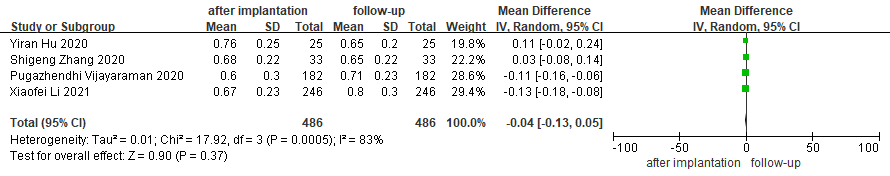 after implantation follow-up Mean Difference Mean Difference
Study or Subgroup Mean SD Total Mean SD Total Weight IV, Random, 95% CI IV, Random, 95% CI
Yiran Hu 2020 0.76 0.25 25 0.65 0.2 25 19.8% 0.11 [-0.02, 0.24]
Shigeng Zhang 2020 0.68 0.22 33 0.65 0.22 33 22.2% 0.03 [-0.08, 0.14]
Pugazhendhi Vijayaraman 2020 0.6 0.3 182 0.71 0.23 182 28.6% -0.11 [-0.16, -0.06]
Xiaofei Li 2021 0.67 0.23 246 0.8 0.3 246 29.4% -0.13 [-0.18, -0.08]
Total (95% CI) 486 486 100.0% -0.04 [-0.13, 0.05]
Heterogeneity: Tau² = 0.01; Chi² = 17.92, df = 3 (P = 0.0005); I² = 83%
Test for overall effect: Z = 0.90 (P = 0.37)
-100 -50 0 50 100
after implantation follow-up